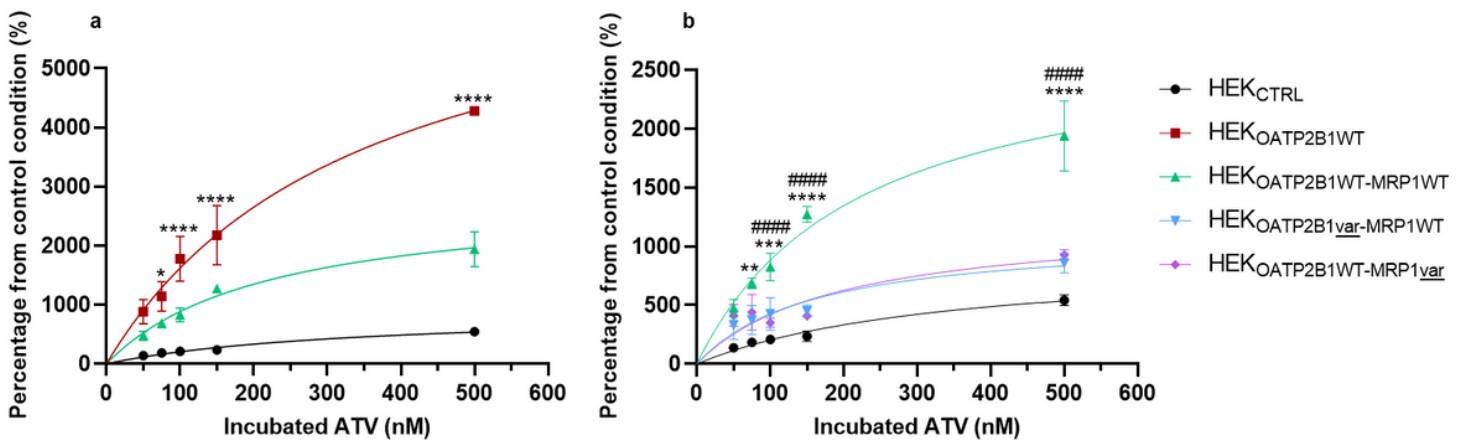 a
Percentage from control condition (%)
5000
4000
3000
2000
1000
0
0 100 200 300 400 500 600
Incubated ATV (nM)
*
****
****
****
b
Percentage from control condition (%)
2500
2000
1500
1000
500
0
0 100 200 300 400 500 600
Incubated ATV (nM)
**
####
***
####
****
####
****
HEKCTRL
HEKOATP2B1WT
HEKOATP2B1WT-MRP1WT
HEKOATP2B1var-MRP1WT
HEKOATP2B1WT-MRP1var